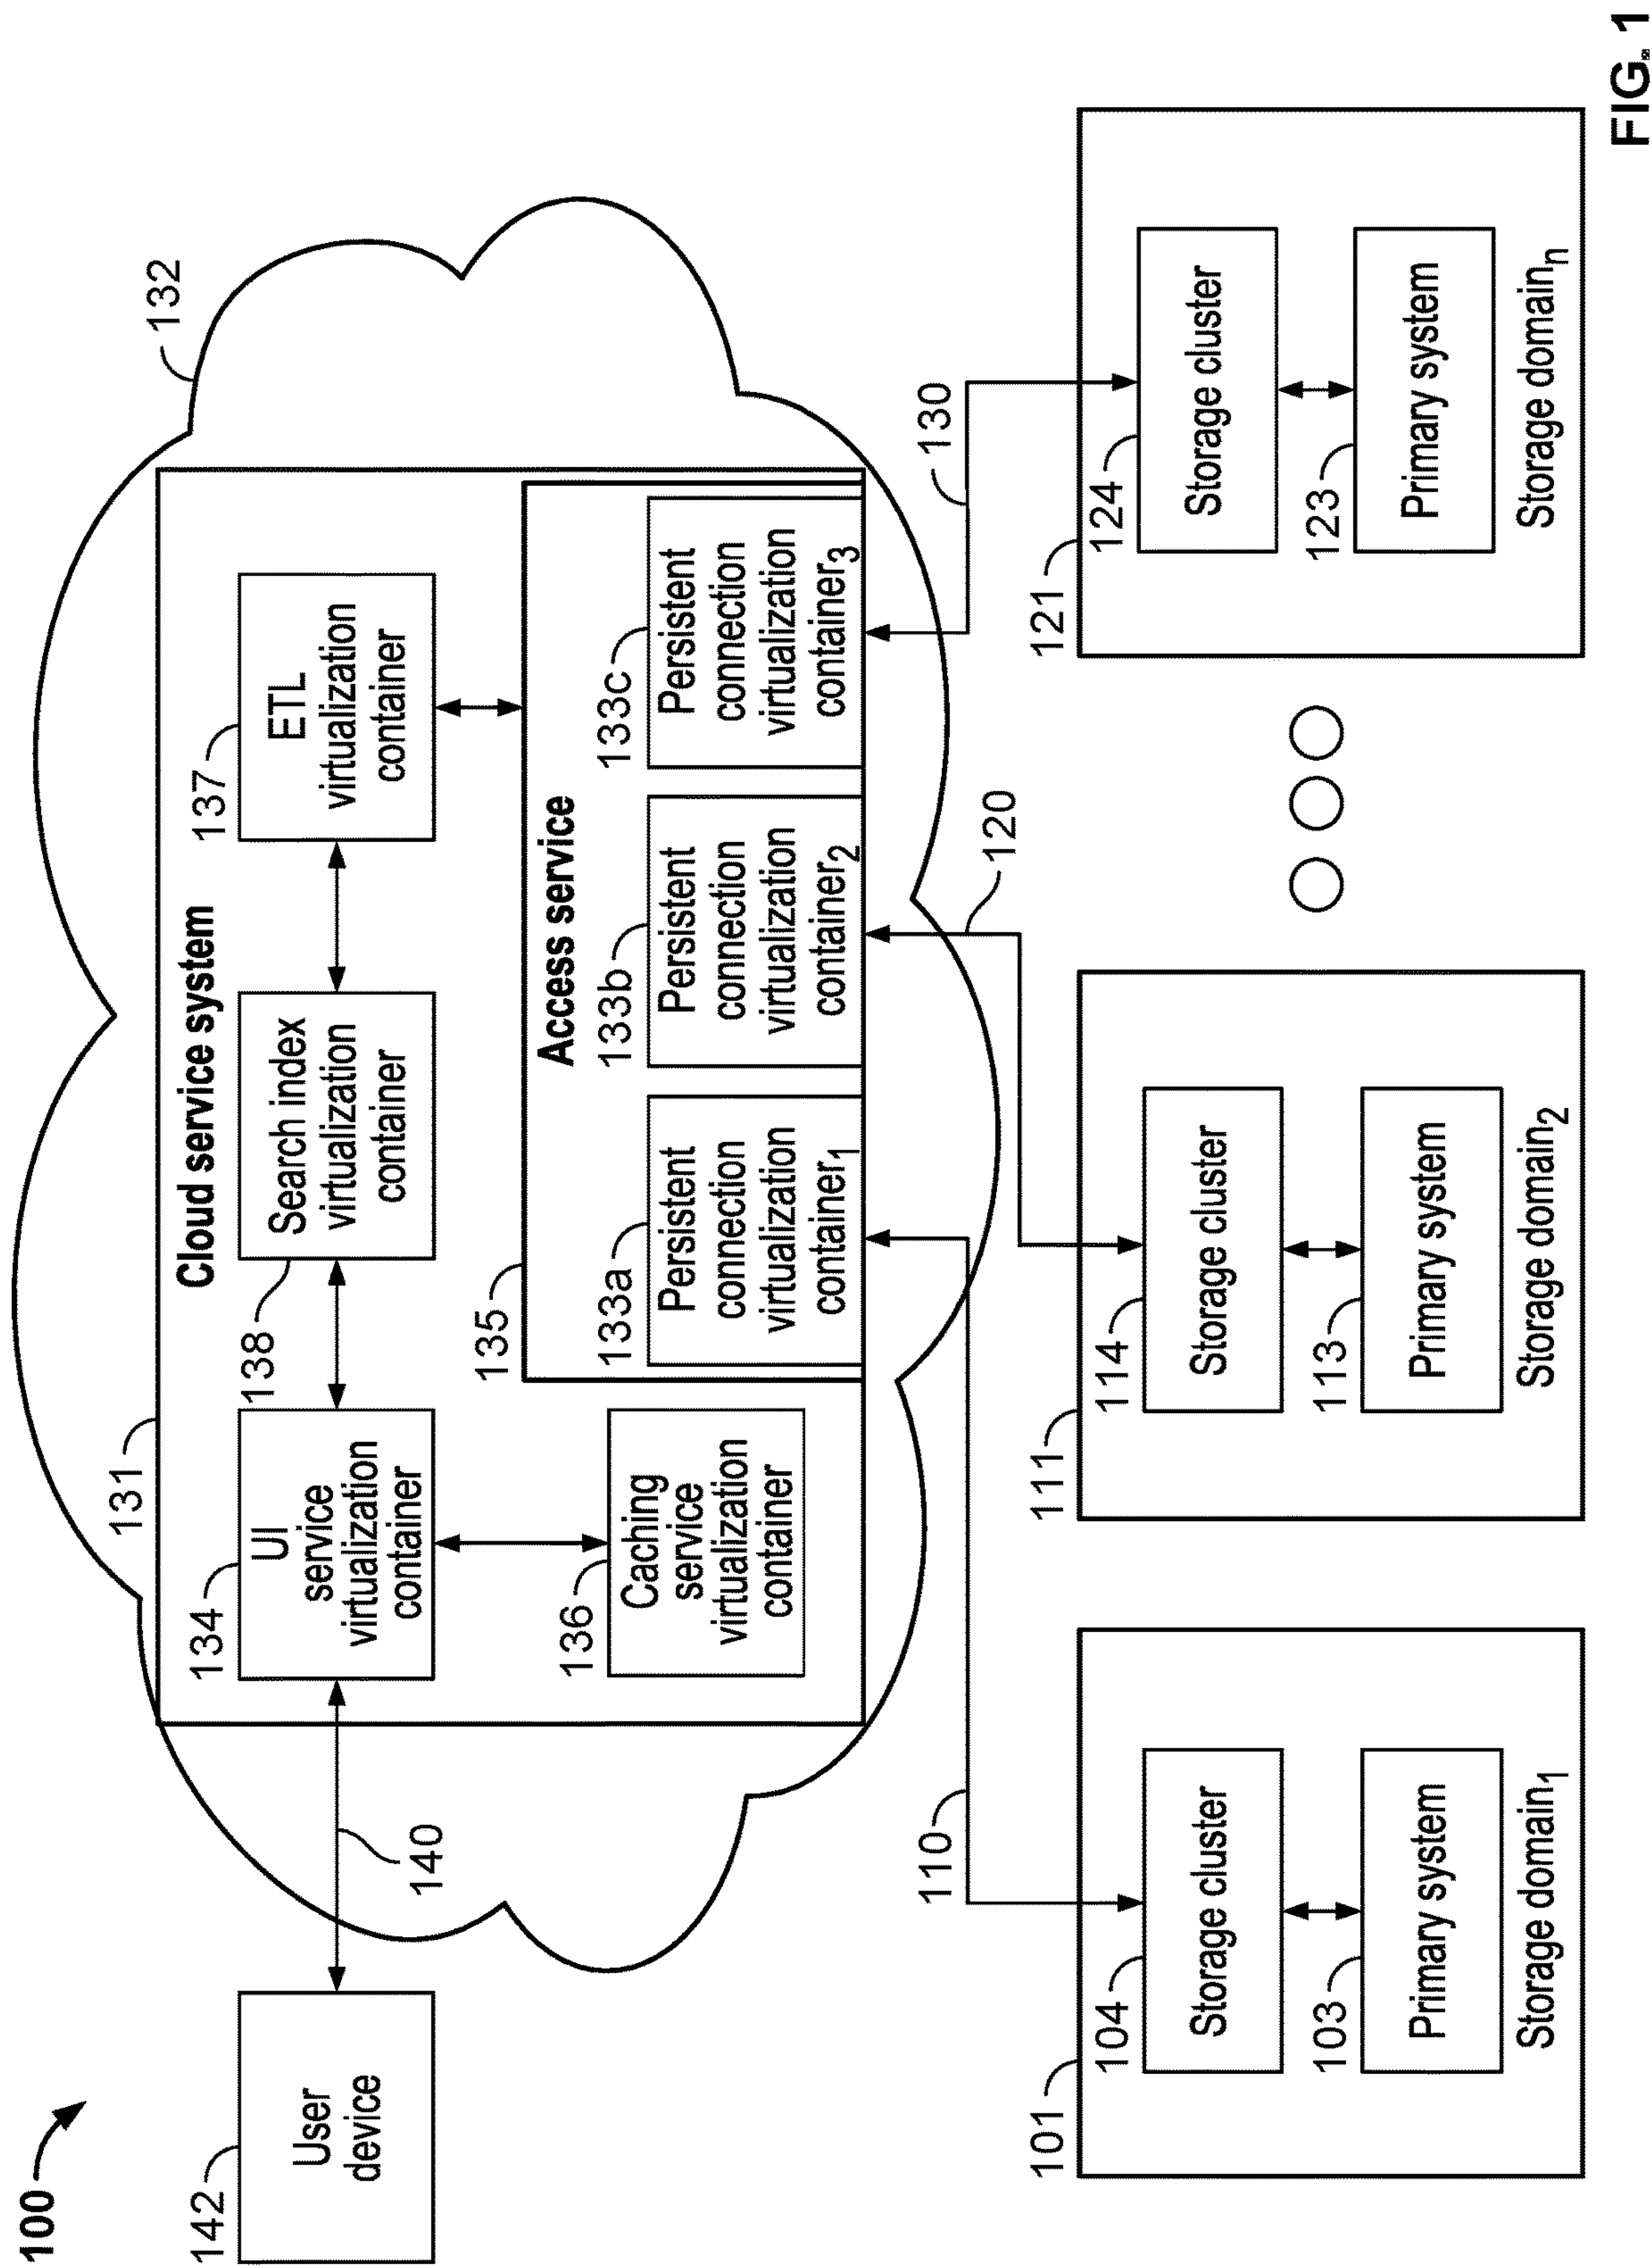 100
142
User
device
140
132
131
Cloud service system
134
UI
service
virtualization
container
138
Search index
virtualization
container
137
ETL
virtualization
container
136
Caching
service
virtualization
container
135
Access service
133a
Persistent
connection
virtualization
container1
133b
Persistent
connection
virtualization
container2
133c
Persistent
connection
virtualization
container3
110
120
130
101
104
Storage cluster
103
Primary system
Storage domain1
111
114
Storage cluster
113
Primary system
Storage domain2
121
124
Storage cluster
123
Primary system
Storage domainn
FIG. 1